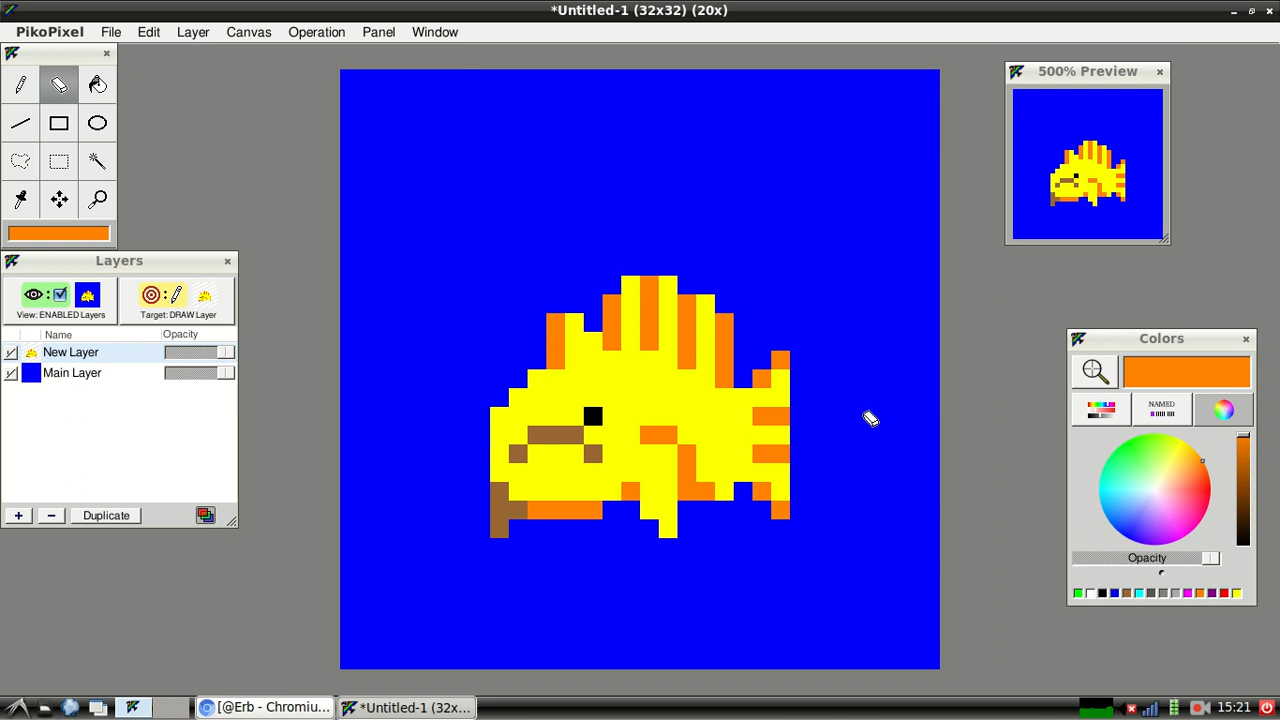 *Untitled-1 (32x32) (20x)
PikoPixel File Edit Layer Canvas Operation Panel Window
500% Preview
Layers
View: ENABLED Layers Target: DRAW Layer
Name Opacity
New Layer
Main Layer
Duplicate
Colors
NAMED
Opacity
[@Erb - Chromiu... *Untitled-1 (32x... 15:21